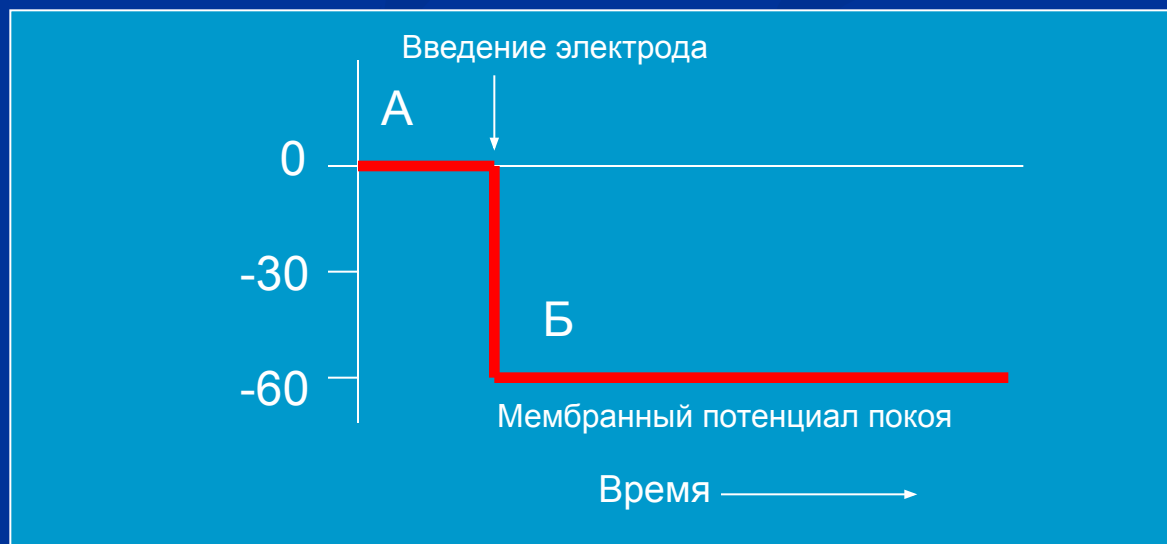 Введение электрода
А
0
-30
Б
-60
Мембранный потенциал покоя
Время